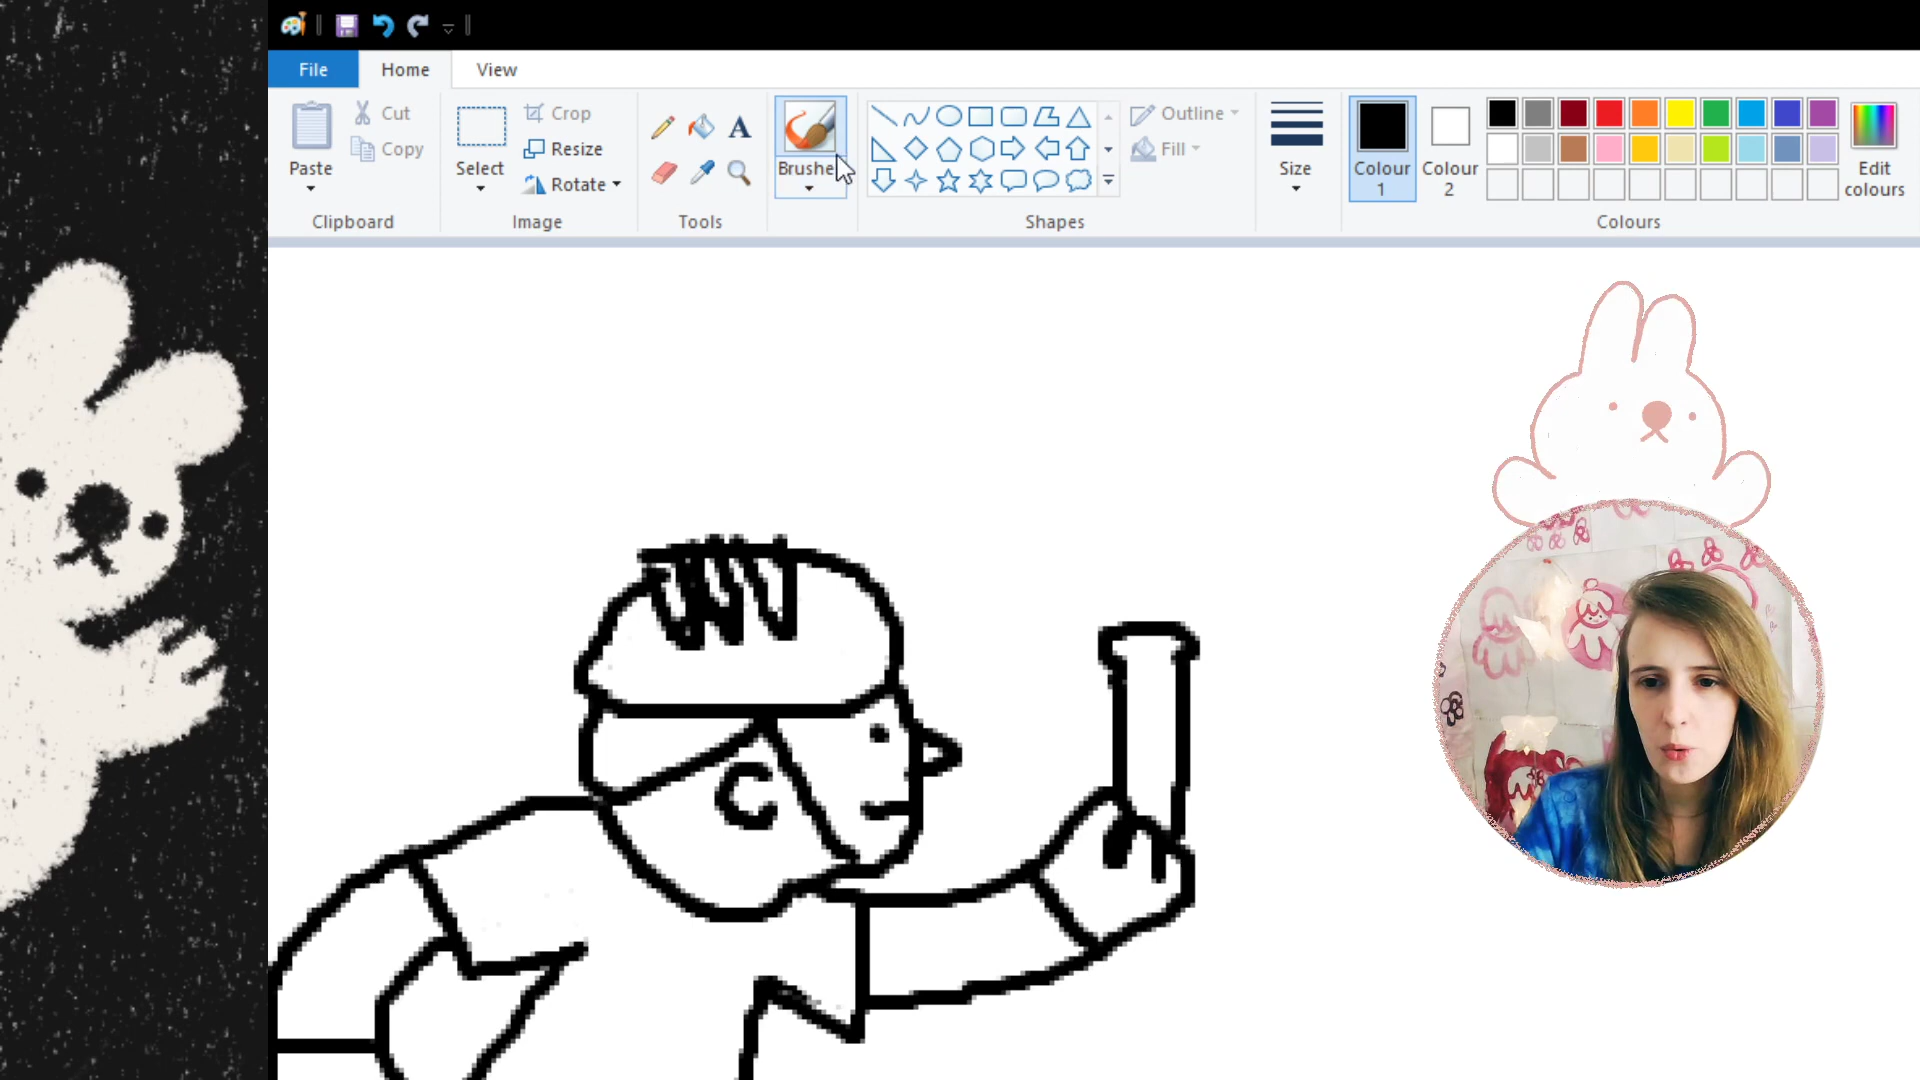 File Home View
Paste
Cut
Copy
Clipboard
Select
Crop
Resize
Rotate
Image
A
Tools
Brushe
Shapes
Outline
Fill
Size
Colour
1
Colour
2
Edit
colours
Colours